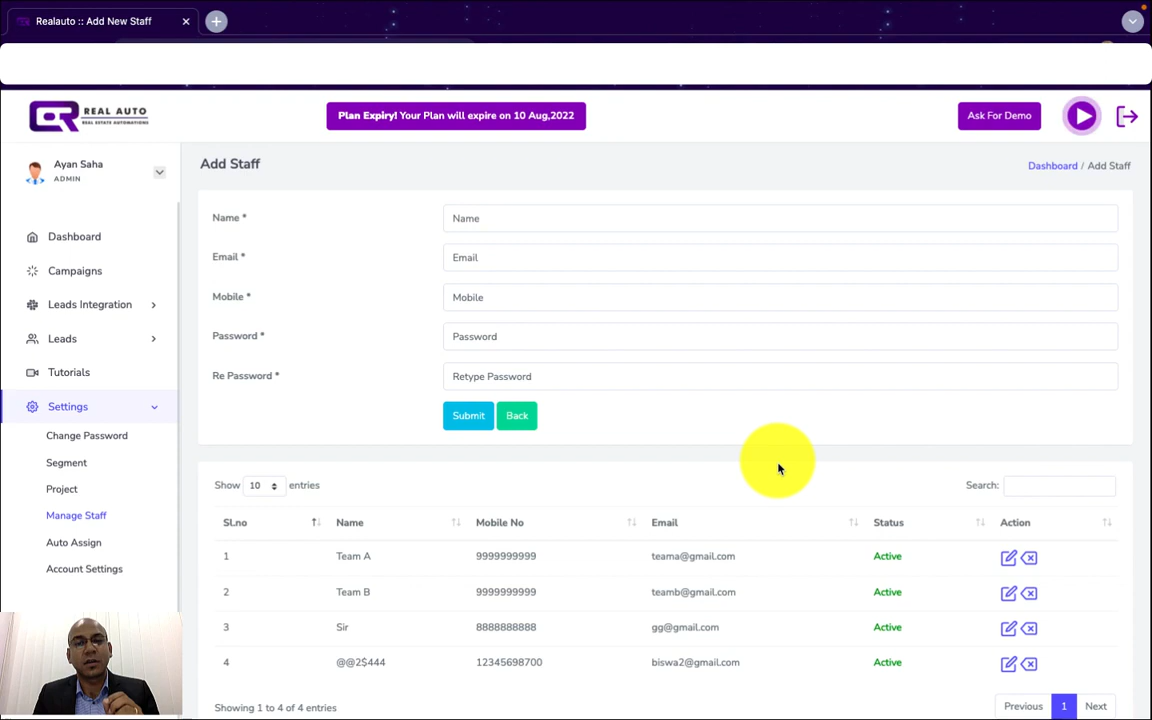 Realauto :: Add New Staff
REAL AUTO
REAL ESTATE AUTOMATIONS
Plan Expiry! Your Plan will expire on 10 Aug,2022
Ask For Demo
Ayan Saha
ADMIN
Add Staff
Dashboard / Add Staff
Name *
Name
Email *
Email
Mobile *
Mobile
Password *
Password
Re Password *
Retype Password
Submit
Back
Dashboard
Campaigns
Leads Integration
Leads
Tutorials
Settings
Change Password
Segment
Project
Manage Staff
Auto Assign
Account Settings
Show 10 entries
Search:
Sl.no Name Mobile No Email Status Action
1 Team A 9999999999 teama@gmail.com Active
2 Team B 9999999999 teamb@gmail.com Active
3 Sir 8888888888 gg@gmail.com Active
4 @@2$444 12345698700 biswa2@gmail.com Active
Showing 1 to 4 of 4 entries
Previous 1 Next